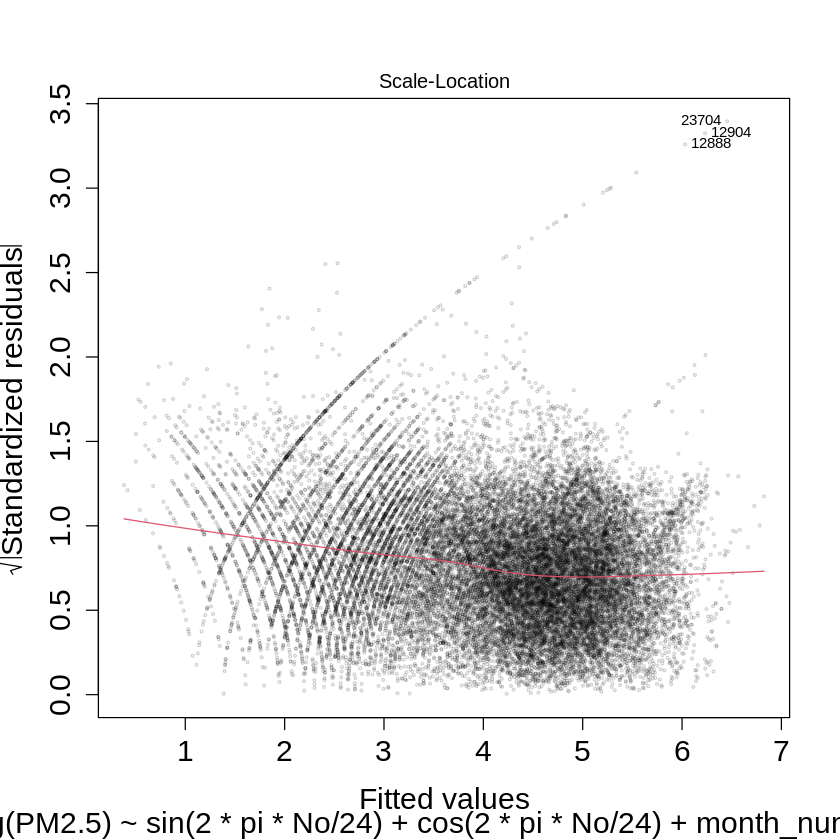 Scale-Location
3.5
23704
12904
12888
3.0
2.5
2.0
1.5
1.0
0.5
0.0
√|Standardized residuals|
1 2 3 4 5 6 7
Fitted values
(PM2.5) ~ sin(2 * pi * No/24) + cos(2 * pi * No/24) + month_nu